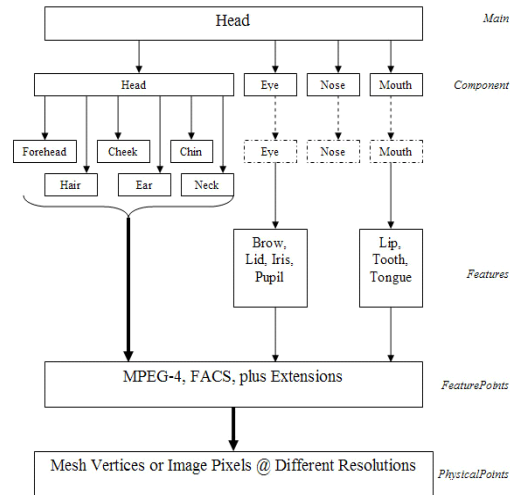 Head
Main
Head
Eye
Nose
Mouth
Component
Forehead
Cheek
Chin
Eye
Nose
Mouth
Hair
Ear
Neck
Brow,
Lid, Iris,
Pupil
Lip,
Tooth,
Tongue
Features
MPEG-4, FACS, plus Extensions
FeaturePoints
Mesh Vertices or Image Pixels @ Different Resolutions
PhysicalPoints